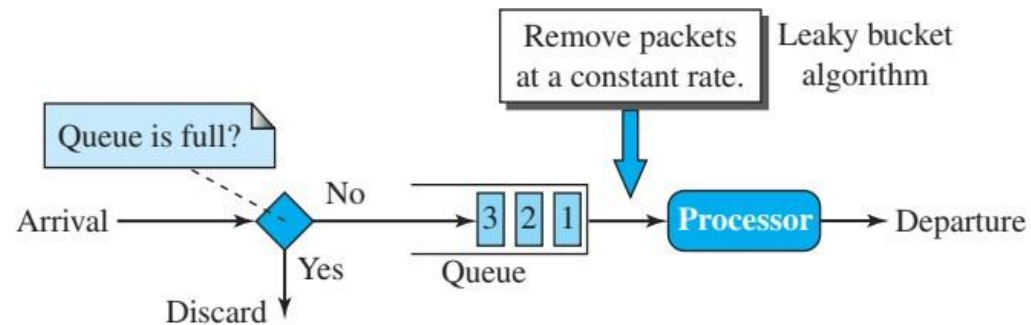 Remove packets
at a constant rate.
Leaky bucket
algorithm
Queue is full?
No
Arrival
3 2 1
Processor
Departure
Yes
Queue
Discard